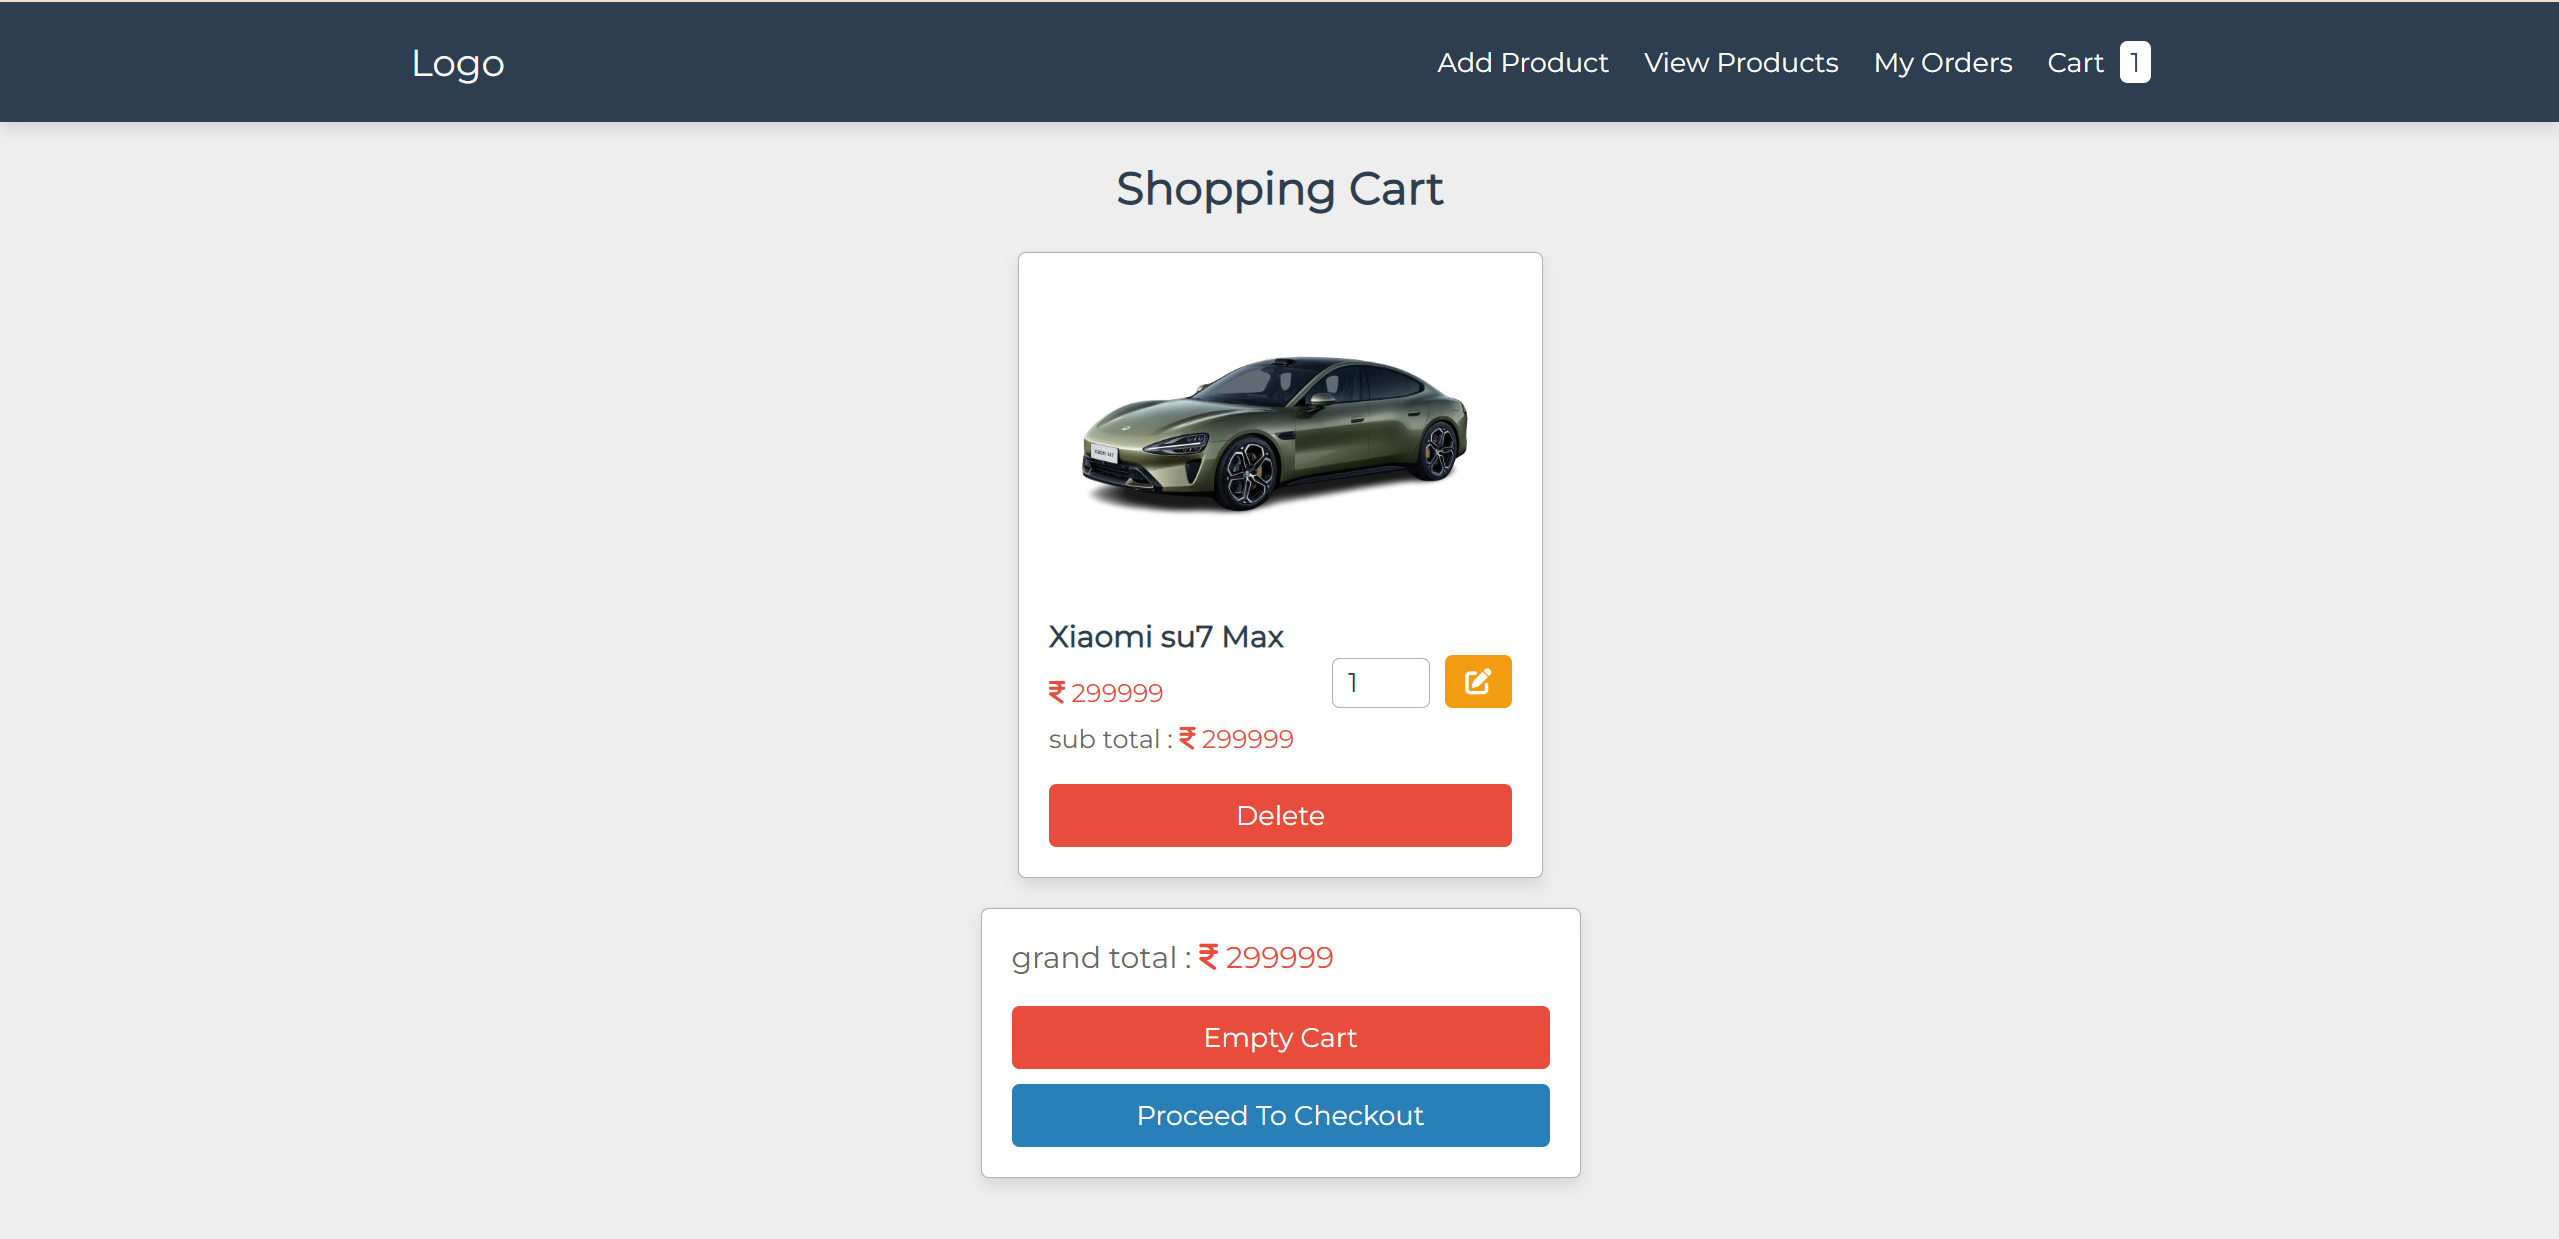 Logo
Add Product View Products My Orders Cart 1
Shopping Cart
Xiaomi su7 Max
₹ 299999
1
sub total : ₹ 299999
Delete
grand total : ₹ 299999
Empty Cart
Proceed To Checkout